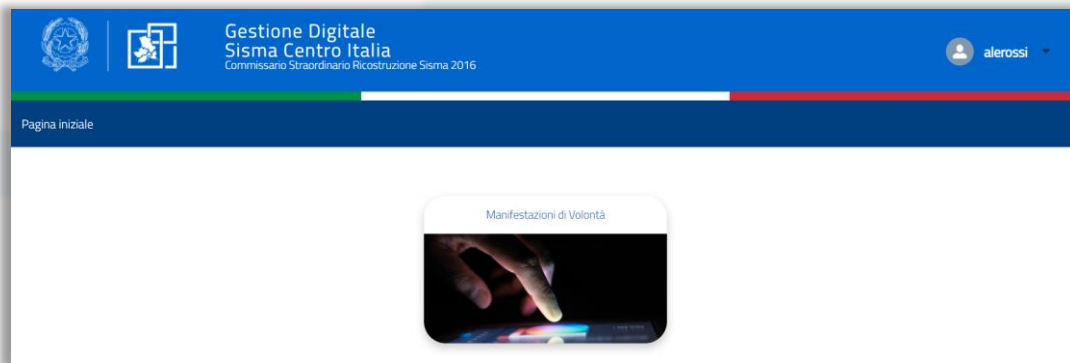 Gestione Digitale
Sisma Centro Italia
Commissario Straordinario Ricostruzione Sisma 2016
alerossi
Pagina iniziale
Manifestazioni di Volontà